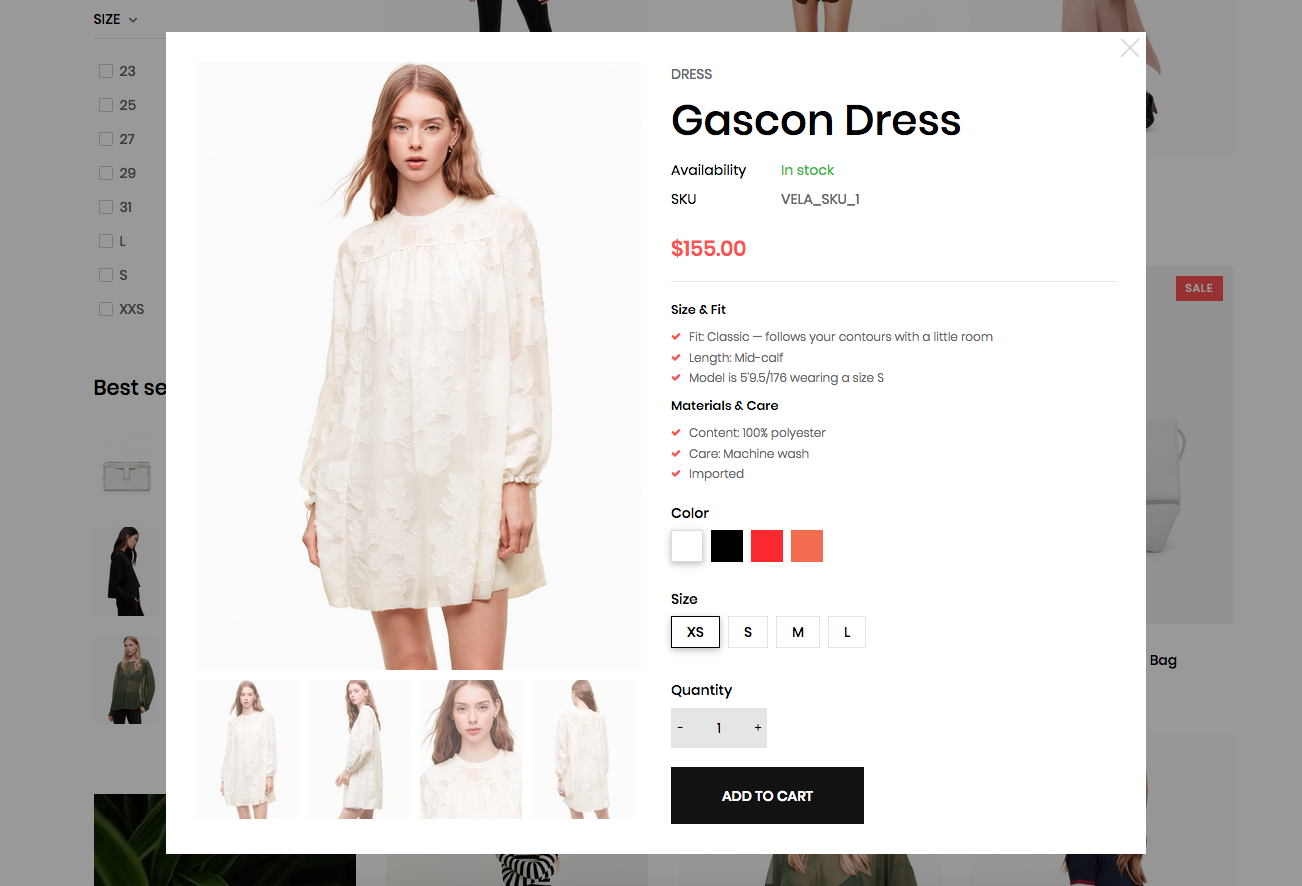 SIZE
23
25
27
29
31
L
S
XXS
Best se
DRESS
Gascon Dress
Availability In stock
SKU VELA_SKU_1
$155.00
Size & Fit
Fit: Classic — follows your contours with a little room
Length: Mid-calf
Model is 5'9.5/176 wearing a size S
Materials & Care
Content: 100% polyester
Care: Machine wash
Imported
Color
Size
XS S M L
Quantity
- 1 +
ADD TO CART
SALE
Bag